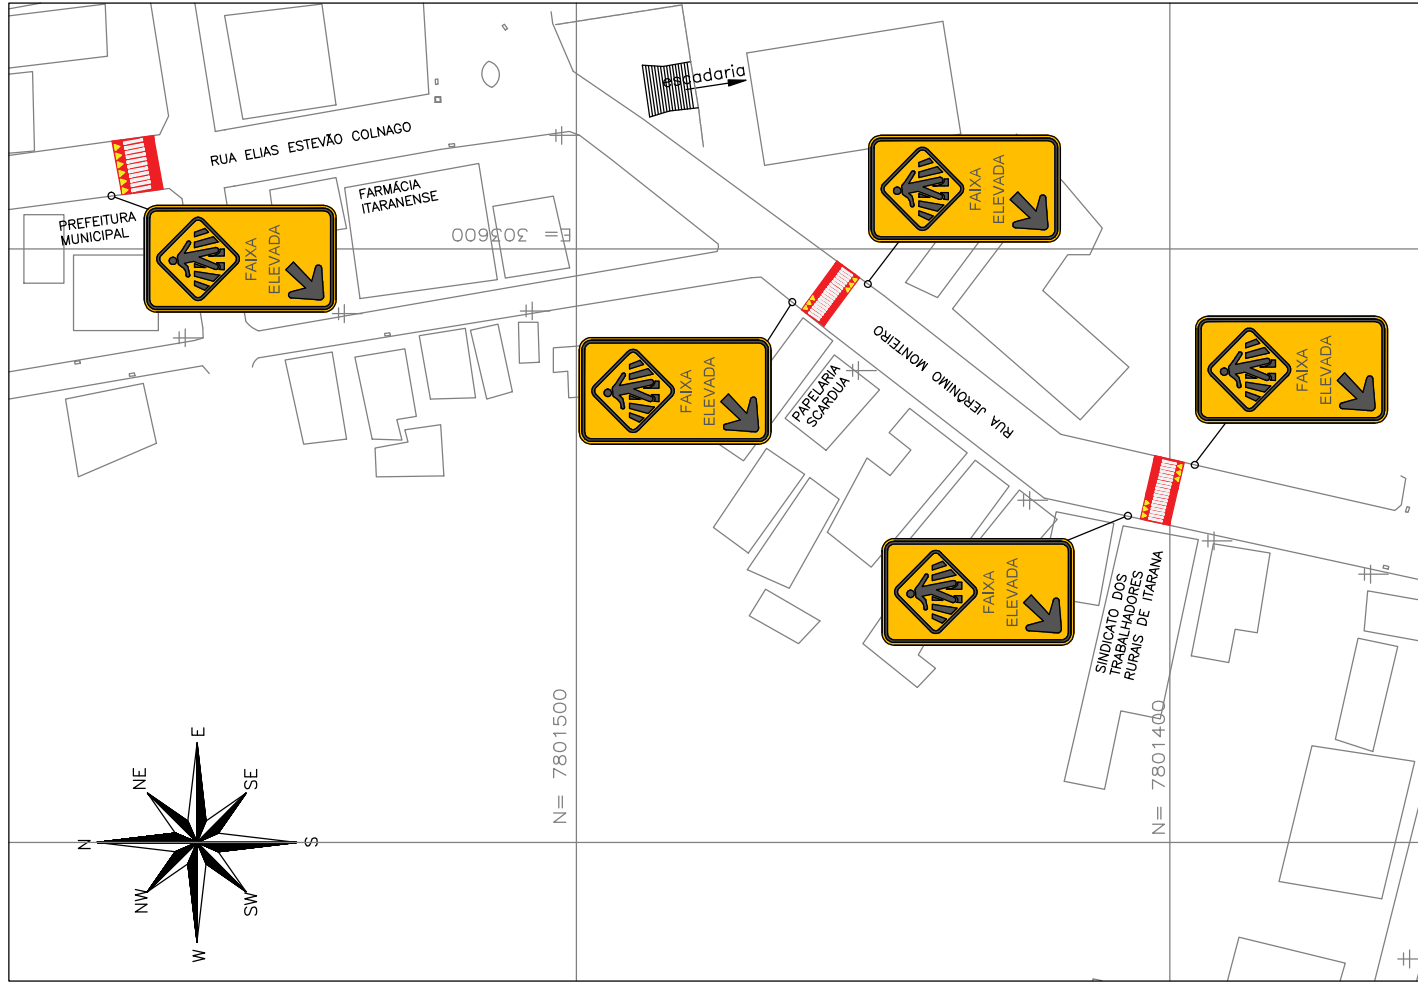 escadaria
RUA ELIAS ESTEVÃO COLNAGO
FARMÁCIA
ITARANENSE
PREFEITURA
MUNICIPAL
FAIXA
ELEVADA
E= 303600
FAIXA
ELEVADA
FAIXA
ELEVADA
RUA JERÔNIMO MONTEIRO
PAPELARIA
SCARDUA
FAIXA
ELEVADA
FAIXA
ELEVADA
SINDICATO DOS
TRABALHADORES
RURAIS DE ITARANA
N= 7801500
N= 7801400
E
NE
SE
N
S
NW
SW
W